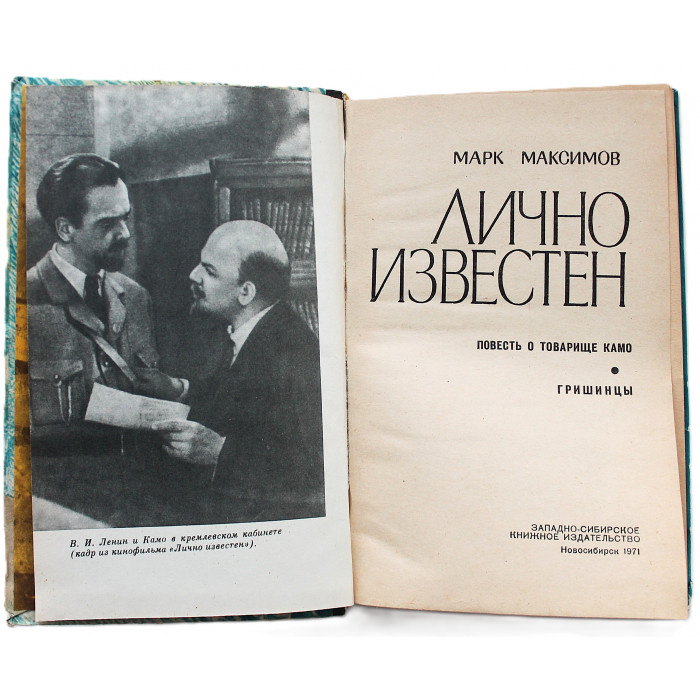 В. И. Ленин и Камо в кремлевском кабинете
(кадр из кинофильма «Лично известен»).
МАРК МАКСИМОВ
ЛИЧНО
ИЗВЕСТЕН
ПОВЕСТЬ О ТОВАРИЩЕ КАМО
•
ГРИШИНЦЫ
ЗАПАДНО-СИБИРСКОЕ
КНИЖНОЕ ИЗДАТЕЛЬСТВО
Новосибирск 1971